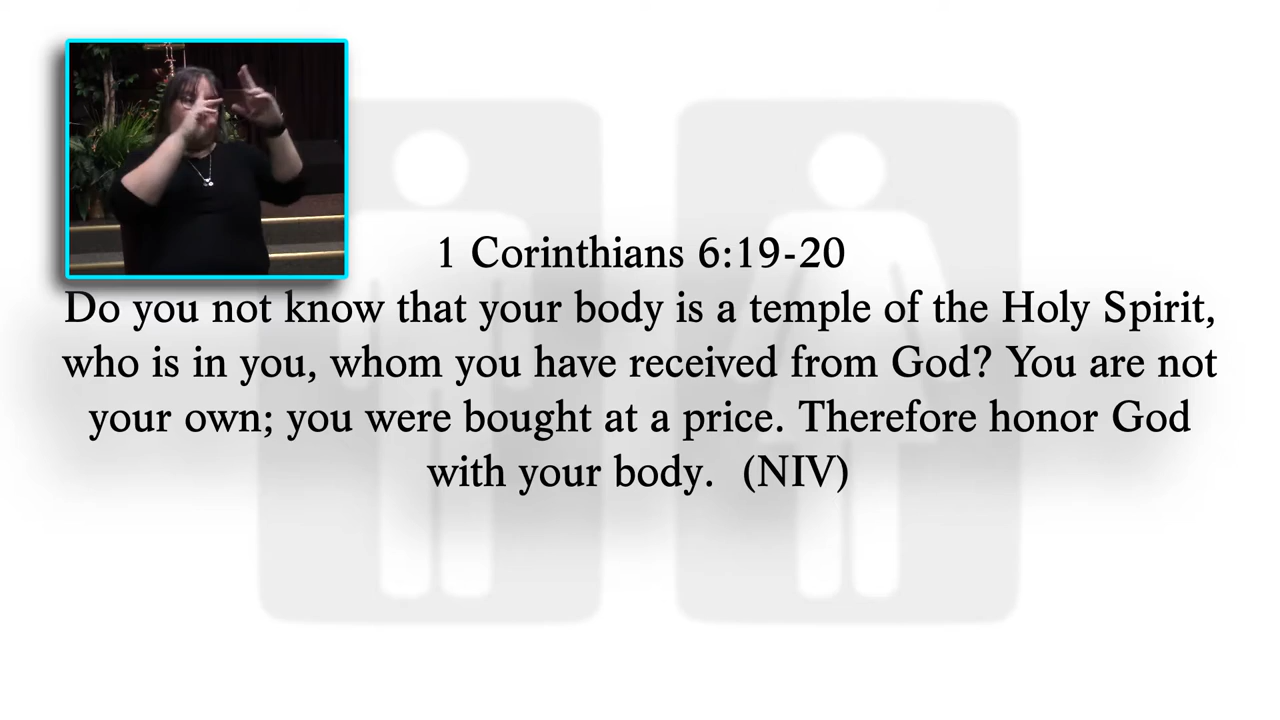 1 Corinthians 6:19-20
Do you not know that your body is a temple of the Holy Spirit,
who is in you, whom you have received from God? You are not
your own; you were bought at a price. Therefore honor God
with your body.  (NIV)